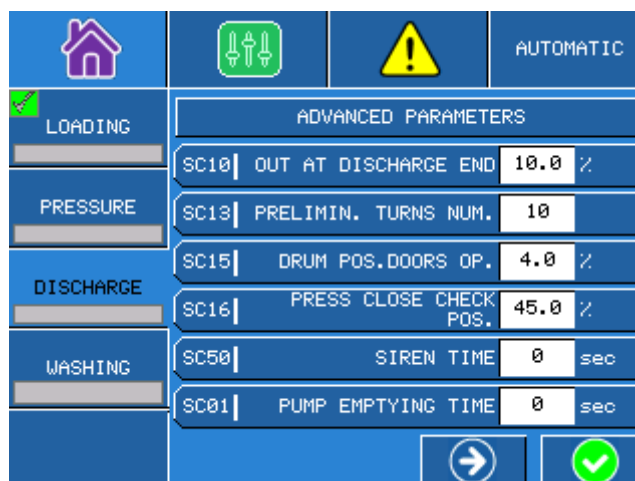 AUTOMATIC
LOADING
PRESSURE
DISCHARGE
WASHING
ADVANCED PARAMETERS
SC10 OUT AT DISCHARGE END 10.0 %
SC13 PRELIMIN. TURNS NUM. 10
SC15 DRUM POS.DOORS OP. 4.0 %
SC16 PRESS CLOSE CHECK
POS. 45.0 %
SC50 SIREN TIME 0 sec
SC01 PUMP EMPTYING TIME 0 sec